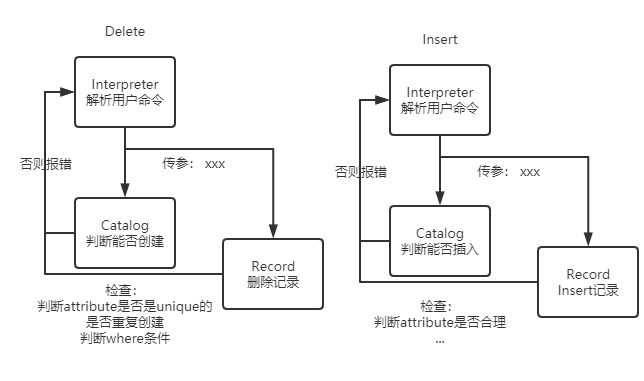 Delete
Interpreter
解析用户命令
否则报错
传参： xxx
Catalog
判断能否创建
Record
删除记录
检查：
判断attribute是否是unique的
是否重复创建
判断where条件
Insert
Interpreter
解析用户命令
否则报错
传参： xxx
Catalog
判断能否插入
Record
Insert记录
检查：
判断attribute是否合理
...